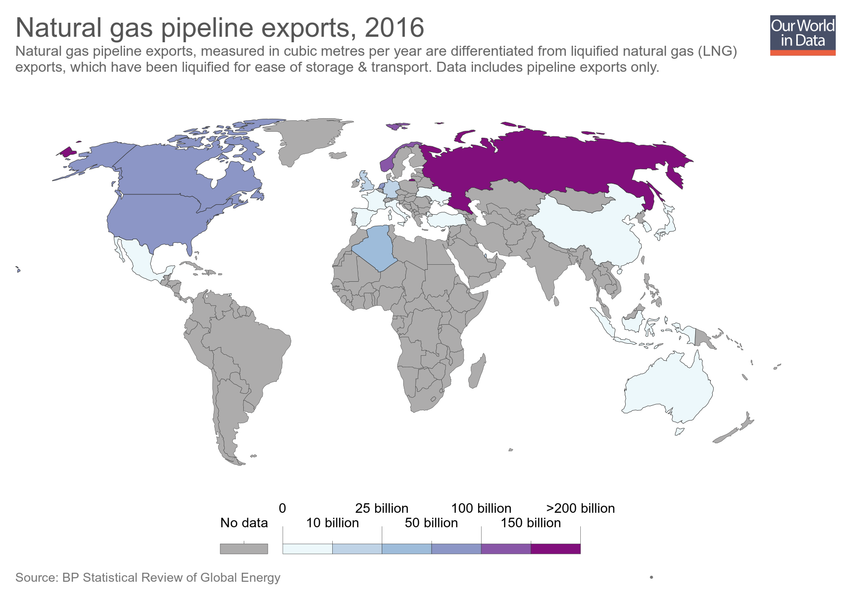 Natural gas pipeline exports, 2016
Our World
in Data
Natural gas pipeline exports, measured in cubic metres per year are differentiated from liquified natural gas (LNG)
exports, which have been liquified for ease of storage & transport. Data includes pipeline exports only.
0
25 billion
100 billion
>200 billion
No data
10 billion
50 billion
150 billion
Source: BP Statistical Review of Global Energy